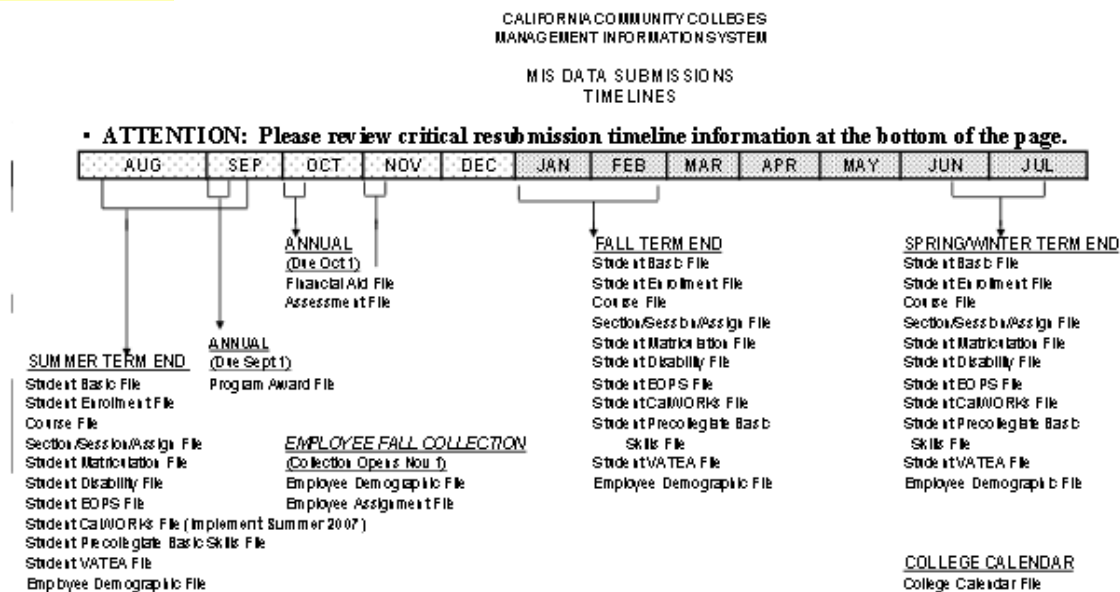 CALIFORNIA COMMUNITY COLLEGES
MANAGEMENT INFORMATION SYSTEM
MIS DATA SUBMISSIONS
TIMELINES
• ATTENTION: Please review critical resubmission timeline information at the bottom of the page.
AUG SEP OCT NOV DEC JAN FEB MAR APR MAY JUN JUL
SUMMER TERM END
Student Basic File
Student Enrolment File
Course File
Section/Session/Assign File
Student Matriculation File
Student Disability File
Student EOPS File
Student CalWORKs File (Implement Summer 2007)
Student Precollegiate Basic Skills File
Student VATEA File
Employee Demographic File
ANNUAL
(Due Sept 1)
Program Award File
ANNUAL
(Due Oct 1)
Financial Aid File
Assessment File
EMPLOYEE FALL COLLECTION
(Collection Opens Nov 1)
Employee Demographic File
Employee Assignment File
FALL TERM END
Student Basic File
Student Enrolment File
Course File
Section/Session/Assign File
Student Matriculation File
Student Disability File
Student EOPS File
Student CalWORKs File
Student Precollegiate Basic
Skills File
Student VATEA File
Employee Demographic File
SPRING/WINTER TERM END
Student Basic File
Student Enrolment File
Course File
Section/Session/Assign File
Student Matriculation File
Student Disability File
Student EOPS File
Student CalWORKs File
Student Precollegiate Basic
Skills File
Student VATEA File
Employee Demographic File
COLLEGE CALENDAR
College Calendar File